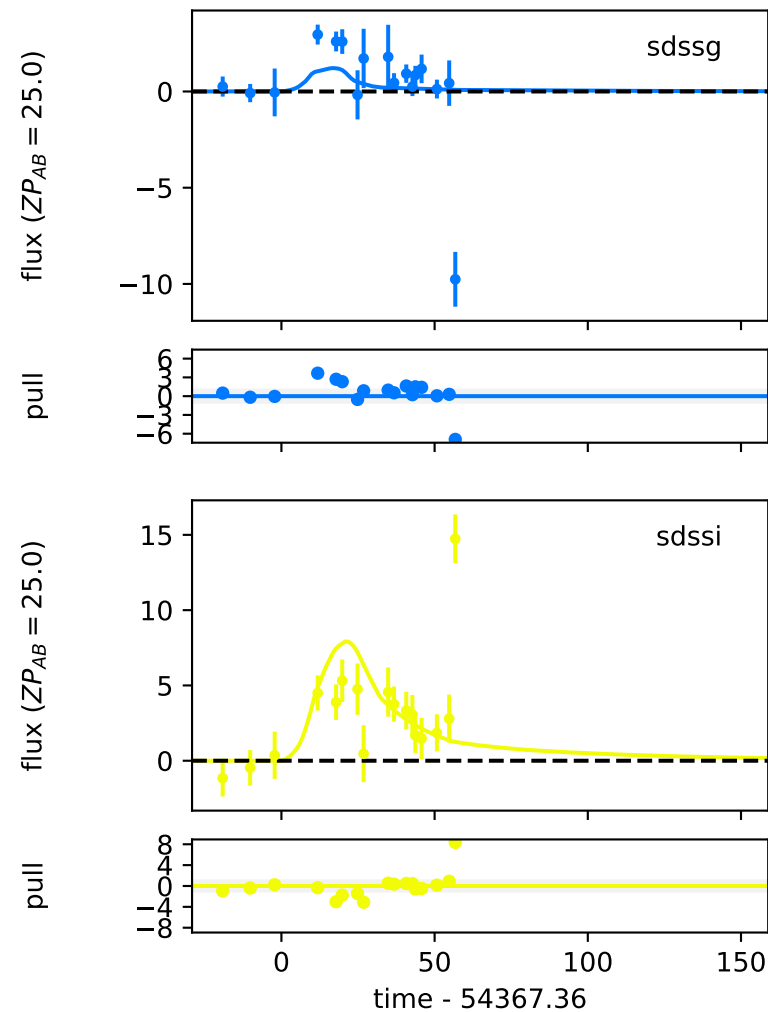 sdssg
flux (ZP_AB = 25.0)
0
−5
−10
pull
6
3
0
−3
−6
sdssi
flux (ZP_AB = 25.0)
15
10
5
0
pull
8
4
0
−4
−8
0 50 100 150
time - 54367.36